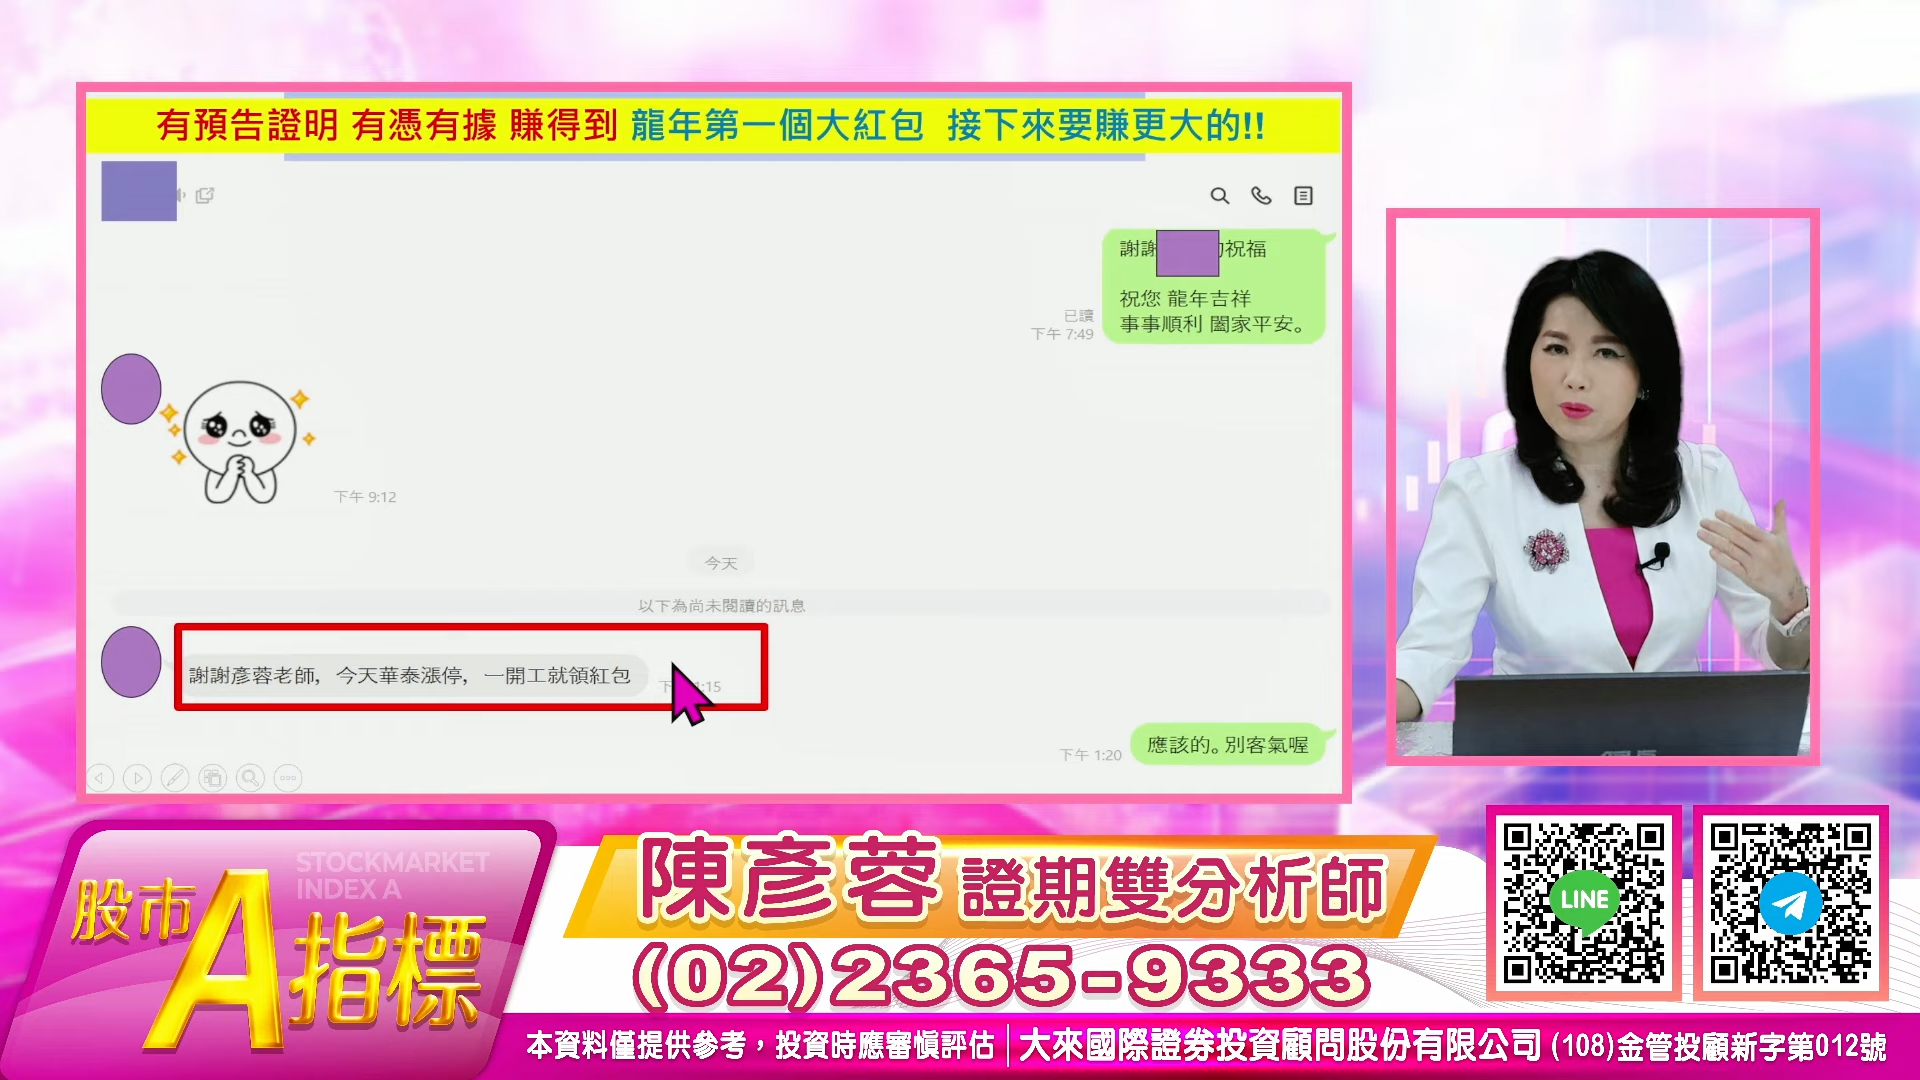 有預告證明 有憑有據 賺得到 龍年第一個大紅包 接下來要賺更大的!!
謝謝 的祝福
祝您 龍年吉祥
事事順利 闔家平安。
已讀
下午 7:49
下午 9:12
今天
以下為尚未閱讀的訊息
謝謝彥蓉老師, 今天華泰漲停, 一開工就領紅包
下 :15
應該的。別客氣喔
下午 1:20
STOCKMARKET
INDEX A
股市A指標
陳彥蓉 證期雙分析師
(02)2365-9333
LINE
本資料僅提供參考，投資時應審慎評估｜大來國際證券投資顧問股份有限公司 (108)金管投顧新字第012號